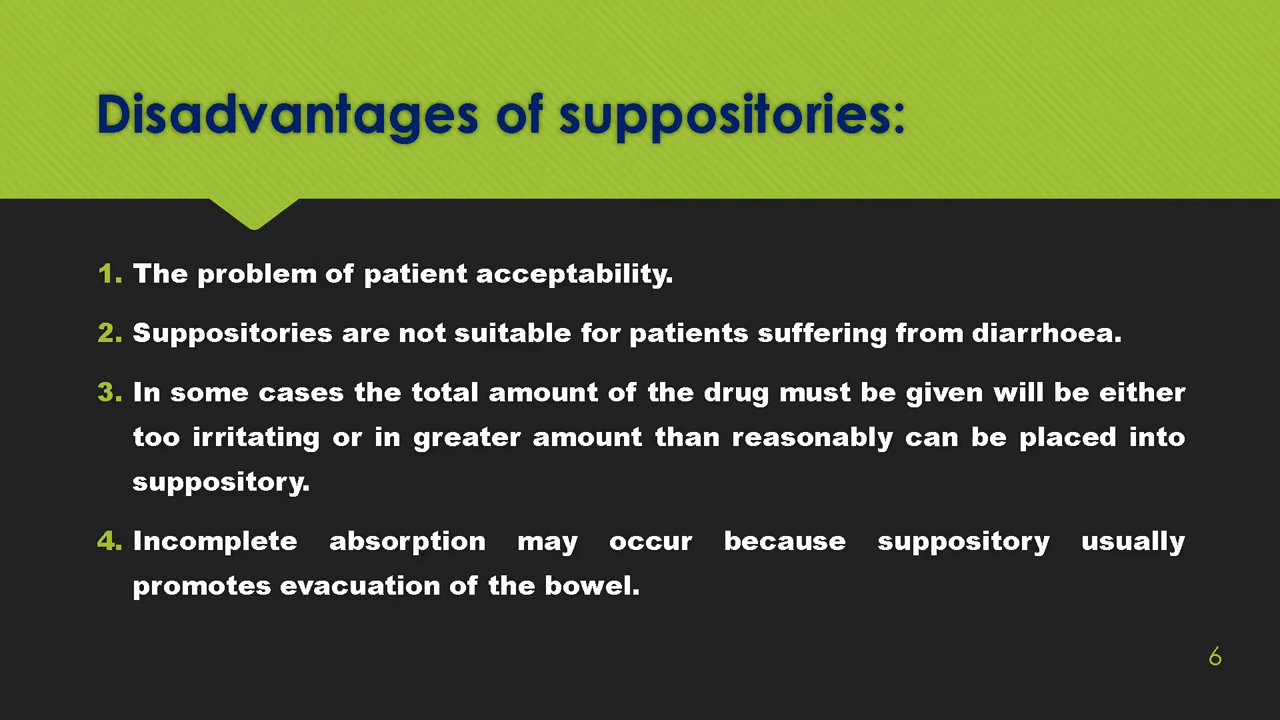 Disadvantages of suppositories:
1. The problem of patient acceptability.
2. Suppositories are not suitable for patients suffering from diarrhoea.
3. In some cases the total amount of the drug must be given will be either
too irritating or in greater amount than reasonably can be placed into
suppository.
4. Incomplete absorption may occur because suppository usually
promotes evacuation of the bowel.
6